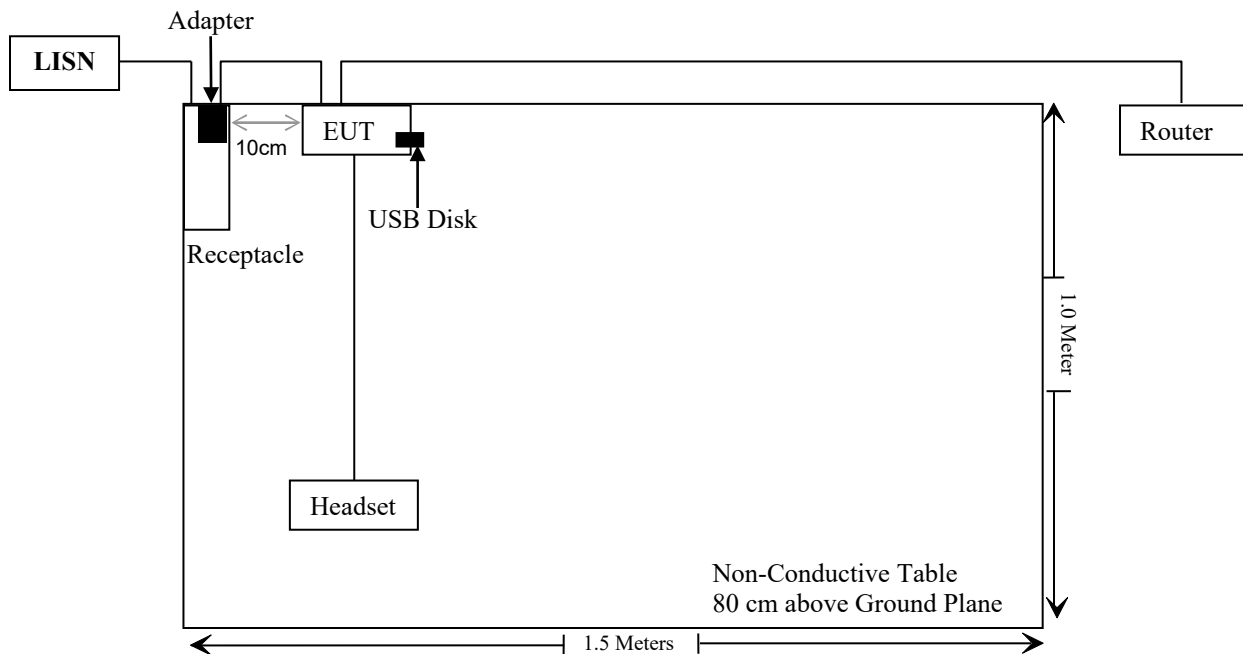 Adapter
LISN
EUT
Router
10cm
USB Disk
Receptacle
1.0 Meter
Headset
Non-Conductive Table
80 cm above Ground Plane
1.5 Meters